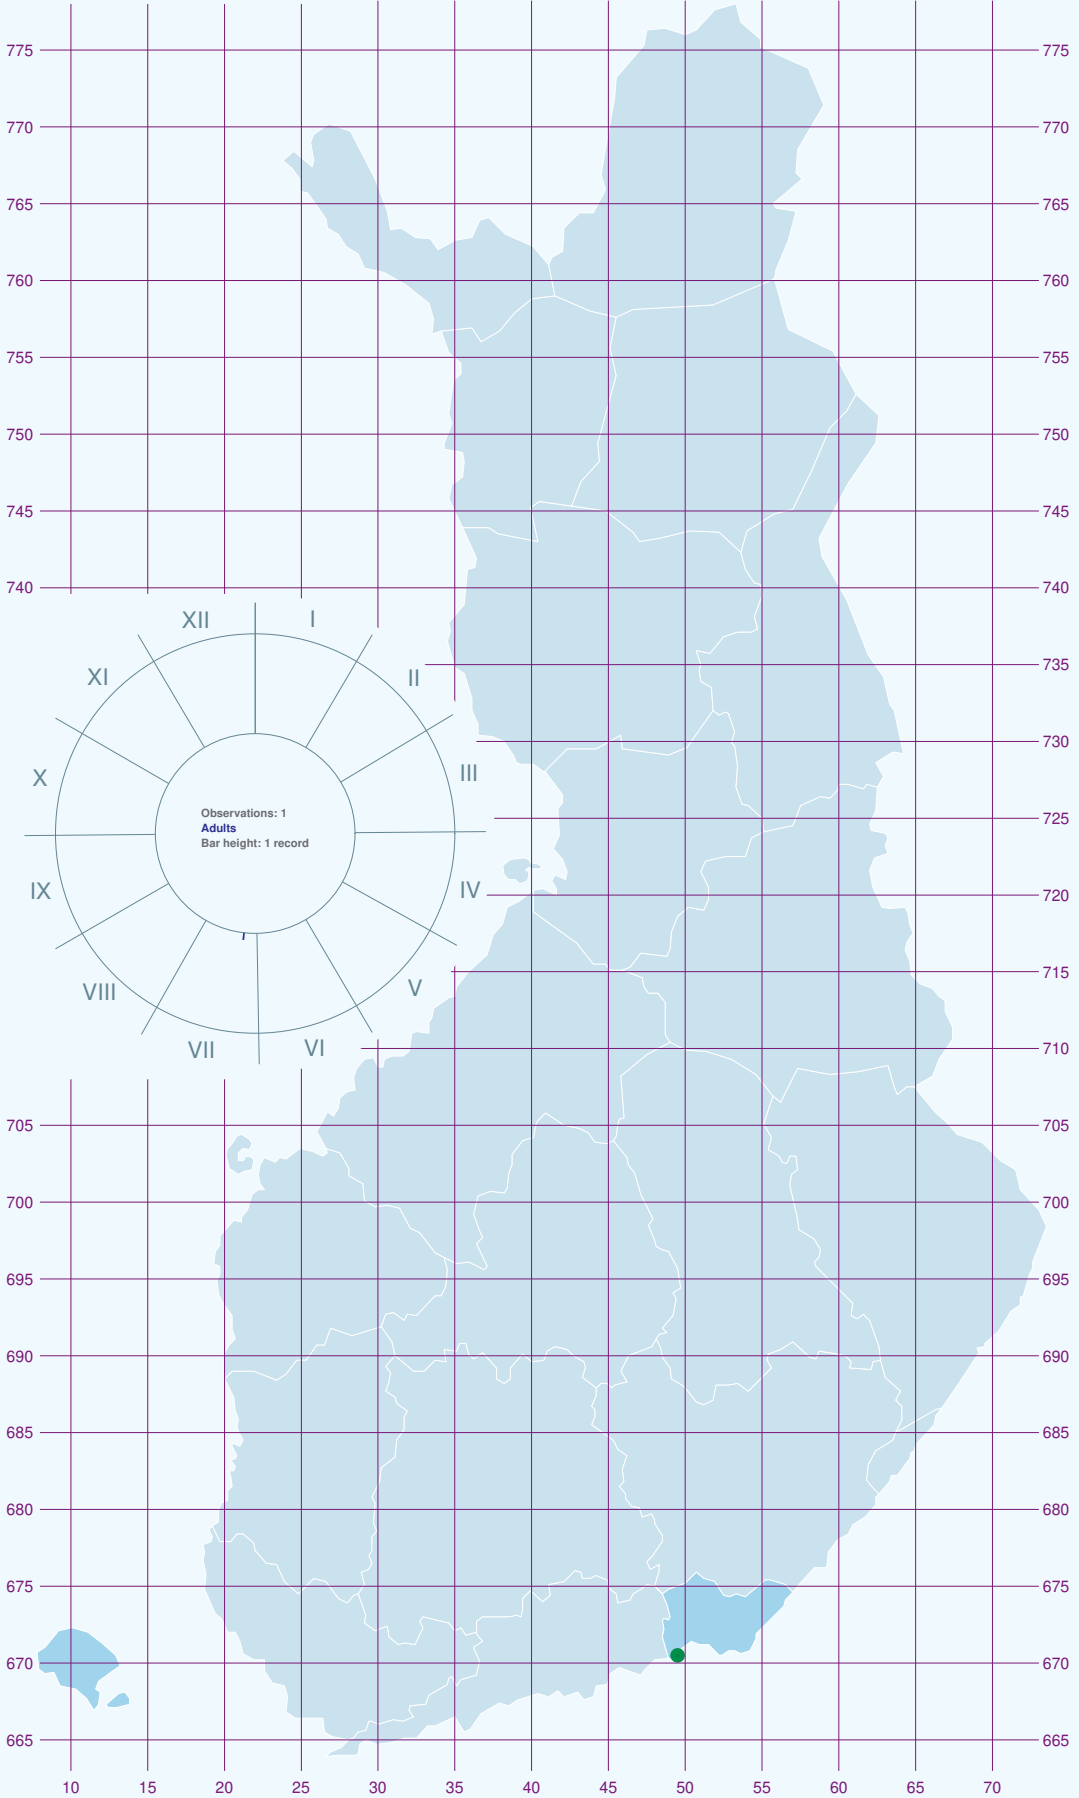 775 775
770 770
765 765
760 760
755 755
750 750
745 745
740 740
XII I
XI II
735
730
X III
725
Observations: 1
Adults
Bar height: 1 record
IX IV
720
VIII V
715
VII VI
710
705 705
700 700
695 695
690 690
685 685
680 680
675 675
670 670
665 665
10 15 20 25 30 35 40 45 50 55 60 65 70